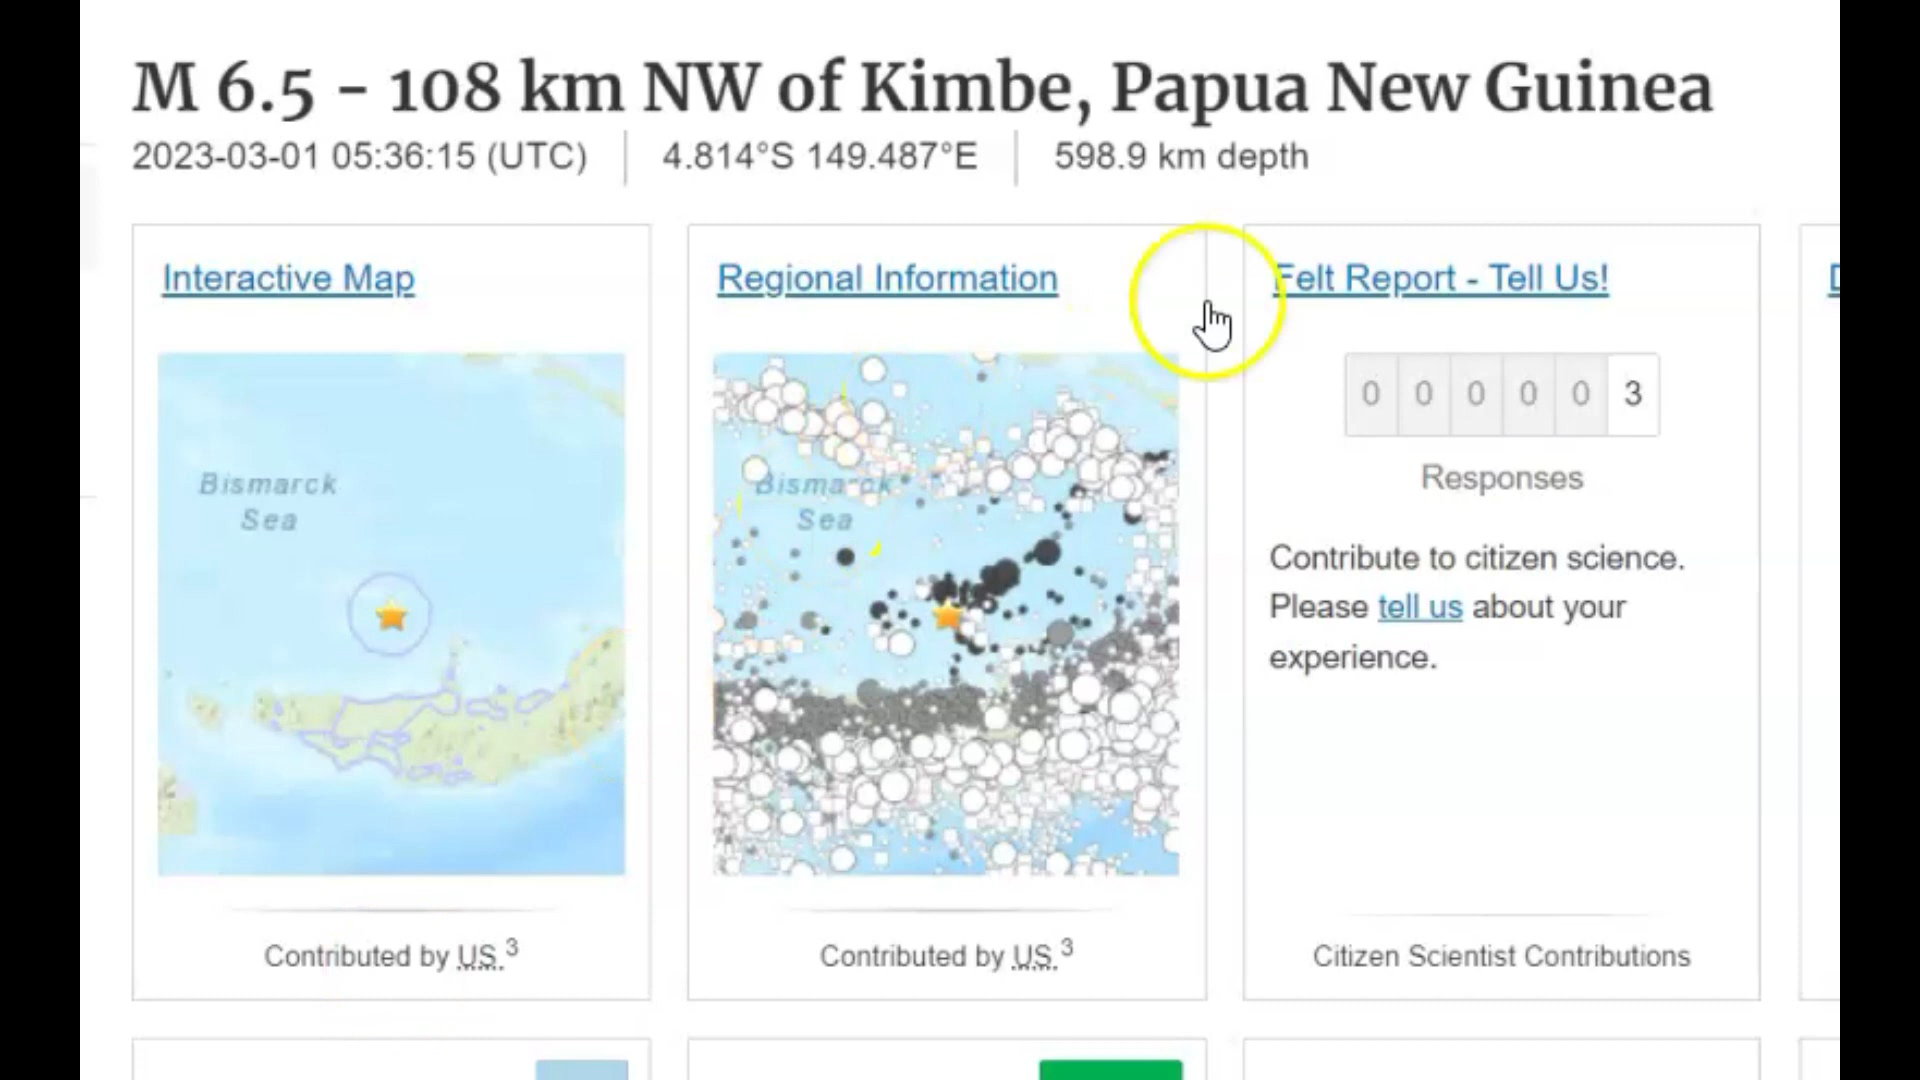 M 6.5 - 108 km NW of Kimbe, Papua New Guinea
2023-03-01 05:36:15 (UTC)
4.814°S 149.487°E
598.9 km depth
Interactive Map
Bismarck
Sea
Contributed by US 3
Regional Information
Bismarck
Sea
Contributed by US 3
Felt Report - Tell Us!
0 0 0 0 0 3
Responses
Contribute to citizen science.
Please tell us about your
experience.
Citizen Scientist Contributions